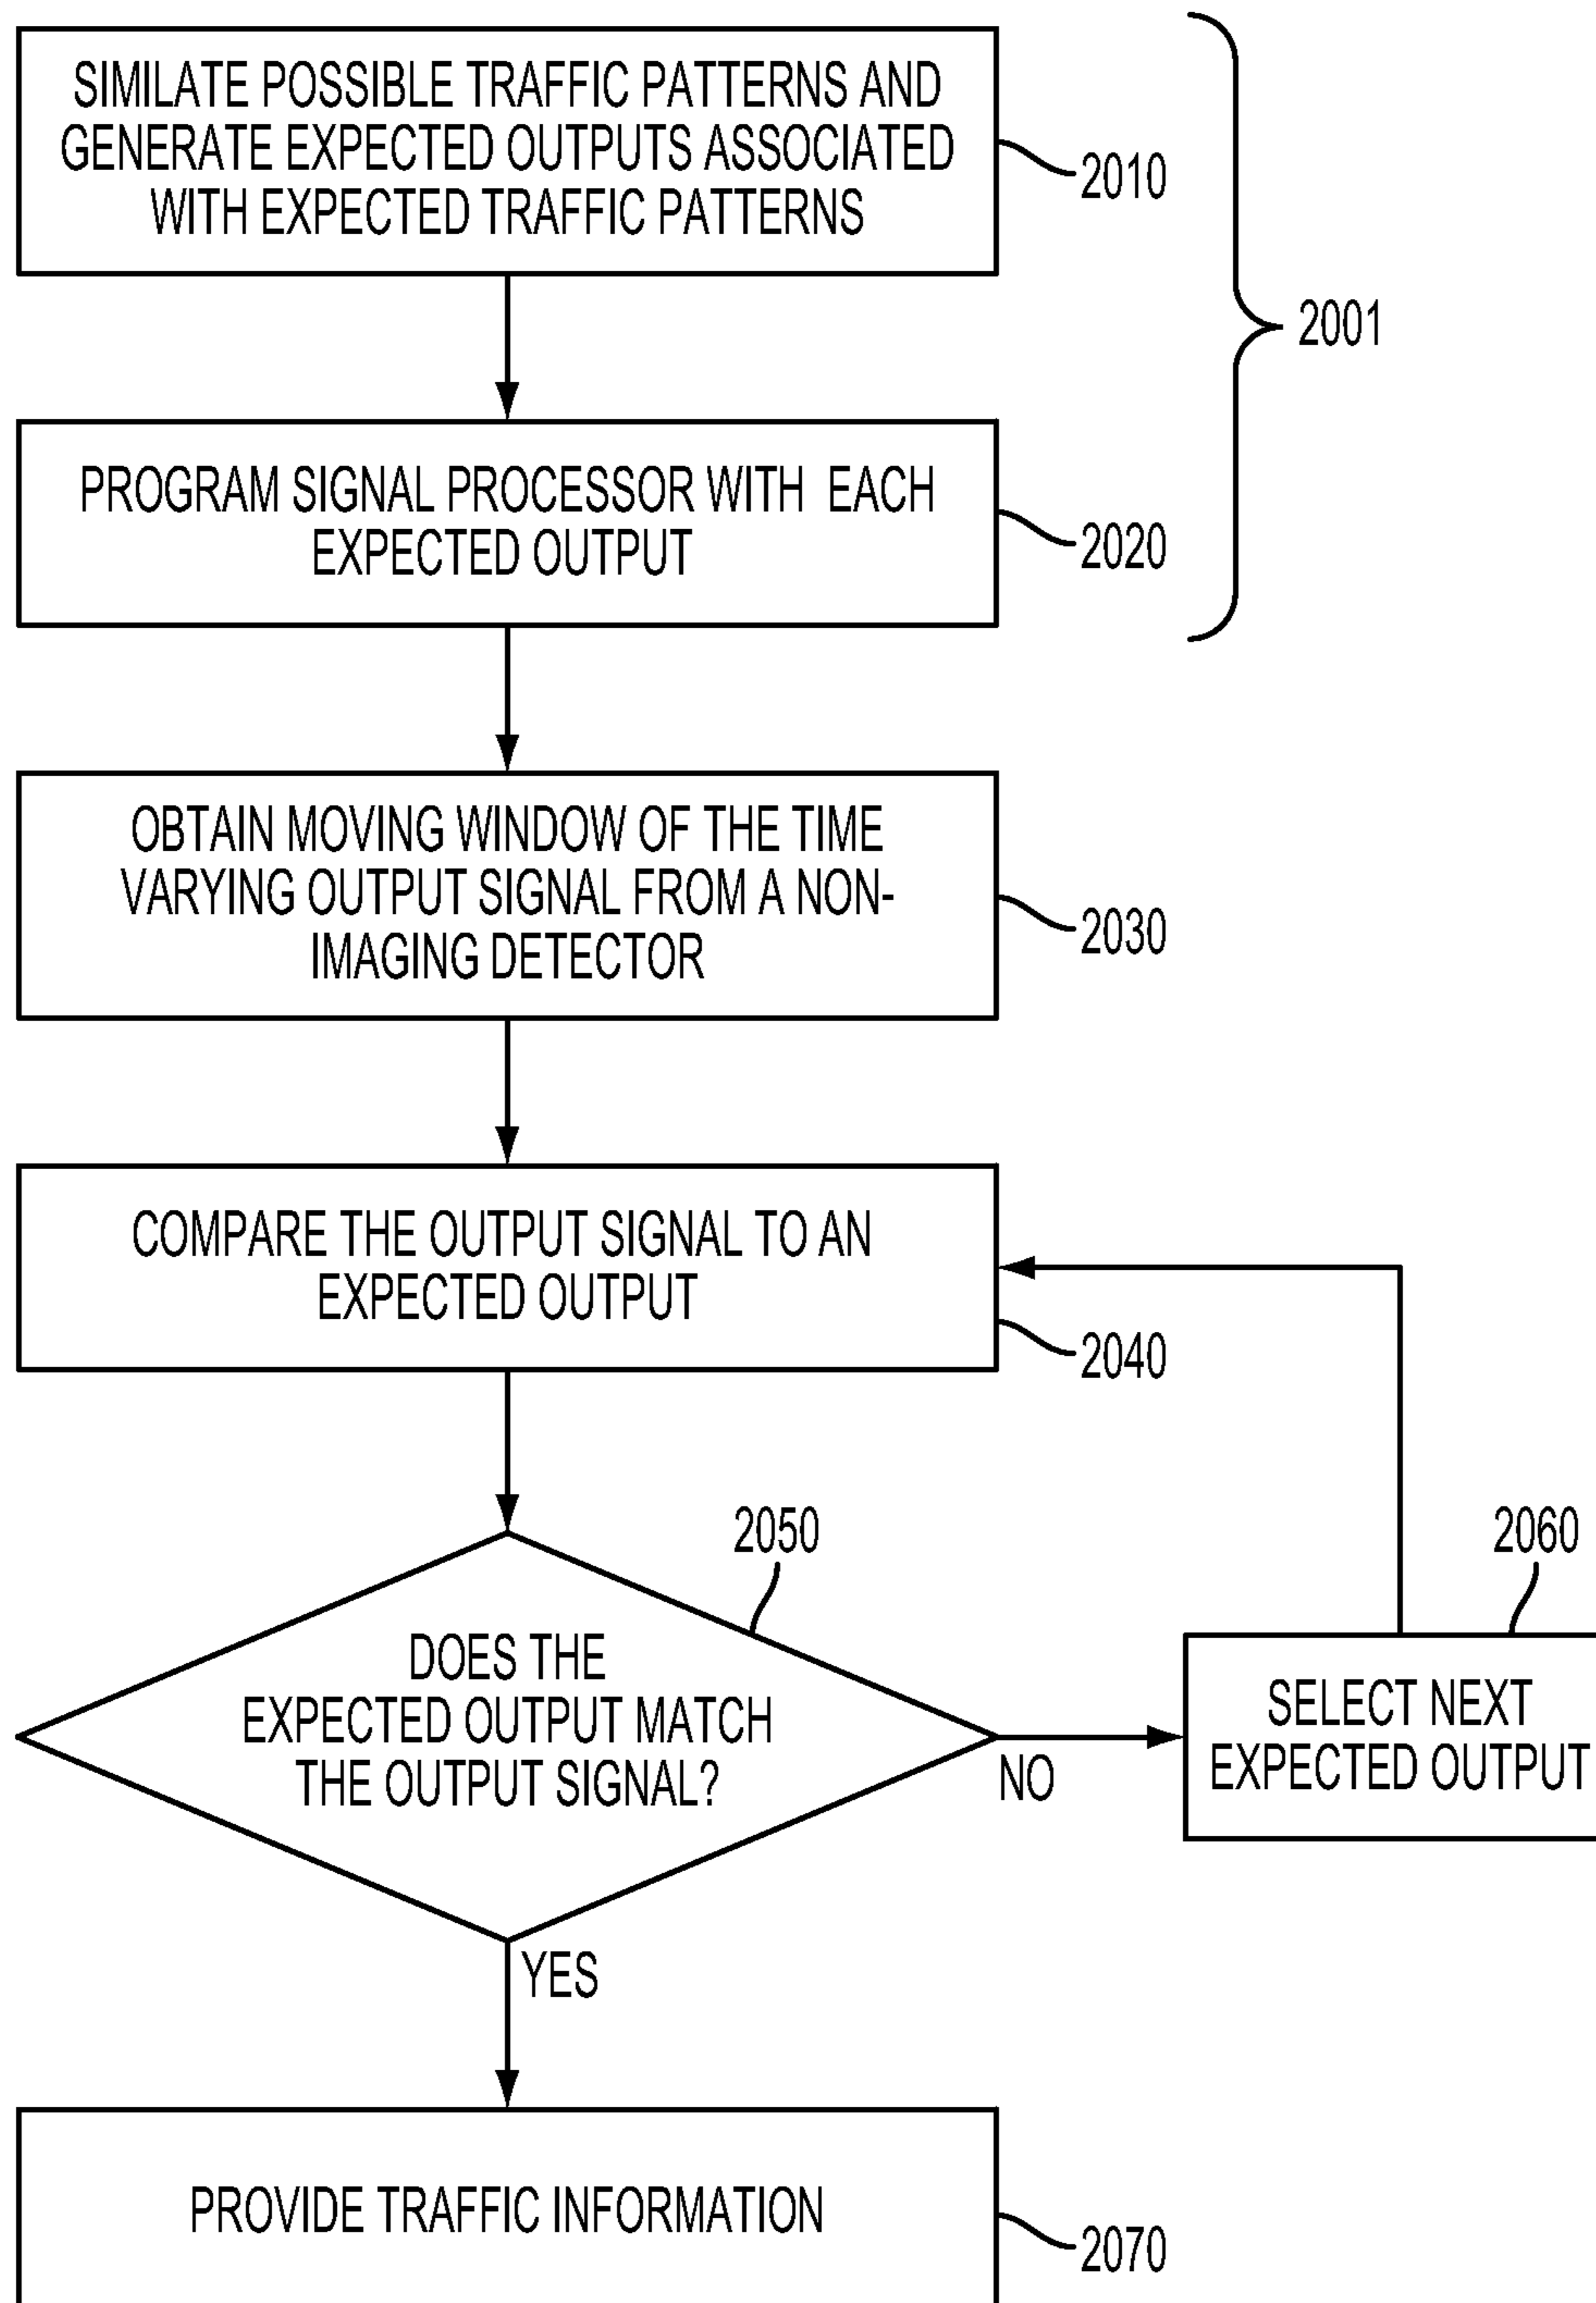 SIMILATE POSSIBLE TRAFFIC PATTERNS AND
GENERATE EXPECTED OUTPUTS ASSOCIATED
WITH EXPECTED TRAFFIC PATTERNS
2010
2001
PROGRAM SIGNAL PROCESSOR WITH EACH
EXPECTED OUTPUT
2020
OBTAIN MOVING WINDOW OF THE TIME
VARYING OUTPUT SIGNAL FROM A NON-
IMAGING DETECTOR
2030
COMPARE THE OUTPUT SIGNAL TO AN
EXPECTED OUTPUT
2040
2050
DOES THE
EXPECTED OUTPUT MATCH
THE OUTPUT SIGNAL?
NO
2060
SELECT NEXT
EXPECTED OUTPUT
YES
PROVIDE TRAFFIC INFORMATION
2070